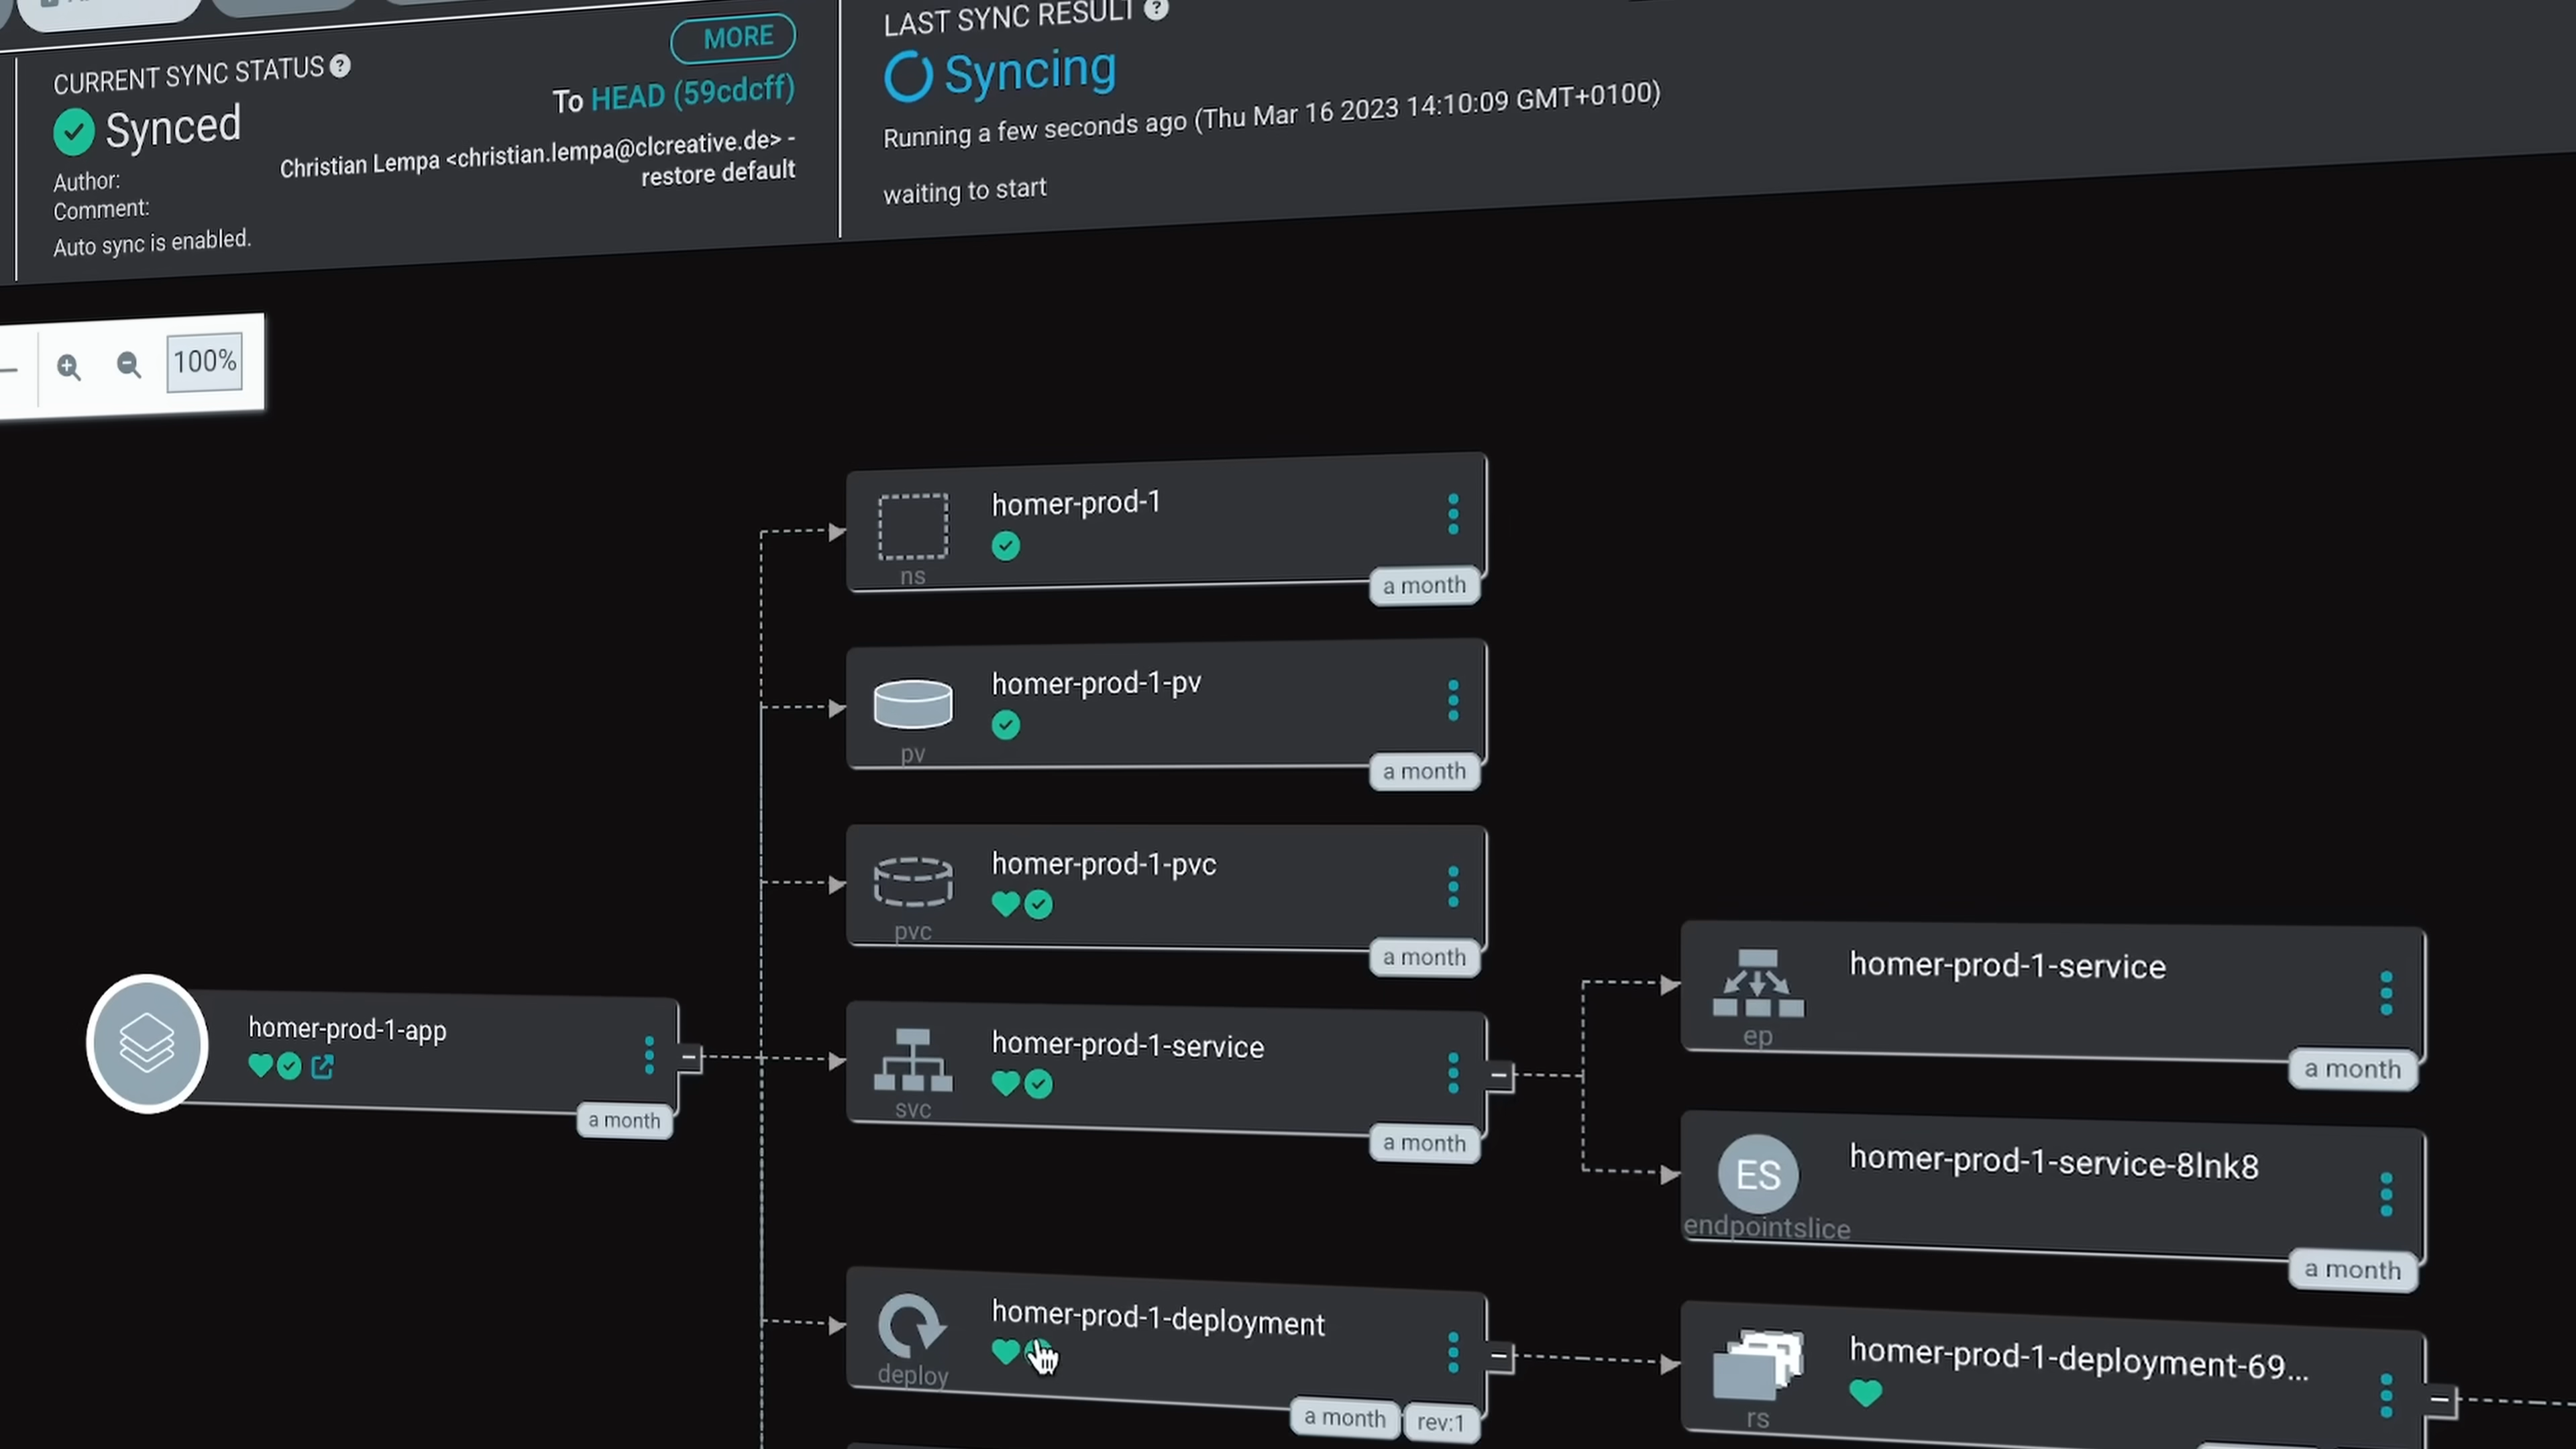 CURRENT SYNC STATUS ?
MORE
Synced
To HEAD (59cdcff)
Author:
Christian Lempa <christian.lempa@clcreative.de> -
Comment:
restore default
Auto sync is enabled.
LAST SYNC RESULT ?
Syncing
Running a few seconds ago (Thu Mar 16 2023 14:10:09 GMT+0100)
waiting to start
100%
homer-prod-1
ns
a month
homer-prod-1-pv
pv
a month
homer-prod-1-pvc
pvc
a month
homer-prod-1-app
a month
homer-prod-1-service
svc
a month
homer-prod-1-service
ep
a month
ES
homer-prod-1-service-8lnk8
endpointslice
a month
homer-prod-1-deployment
deploy
a month
rev:1
homer-prod-1-deployment-69...
rs